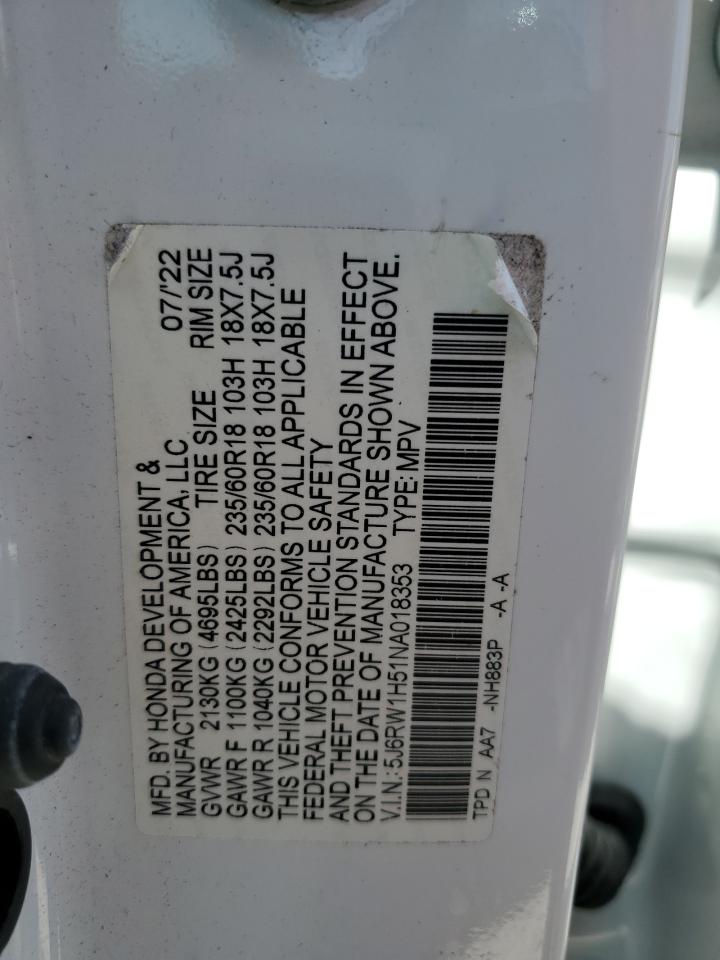 MFD. BY HONDA DEVELOPMENT & 07/'22
MANUFACTURING OF AMERICA, LLC
GVWR 2130KG (4695LBS) TIRE SIZE RIM SIZE
GAWR F 1100KG (2425LBS) 235/60R18 103H 18X7.5J
GAWR R 1040KG (2292LBS) 235/60R18 103H 18X7.5J
THIS VEHICLE CONFORMS TO ALL APPLICABLE
FEDERAL MOTOR VEHICLE SAFETY
AND THEFT PREVENTION STANDARDS IN EFFECT
ON THE DATE OF MANUFACTURE SHOWN ABOVE.
V.I.N.: 5J6RW1H51NA018353 TYPE: MPV
TPD N AA7 -NH883P -A -A